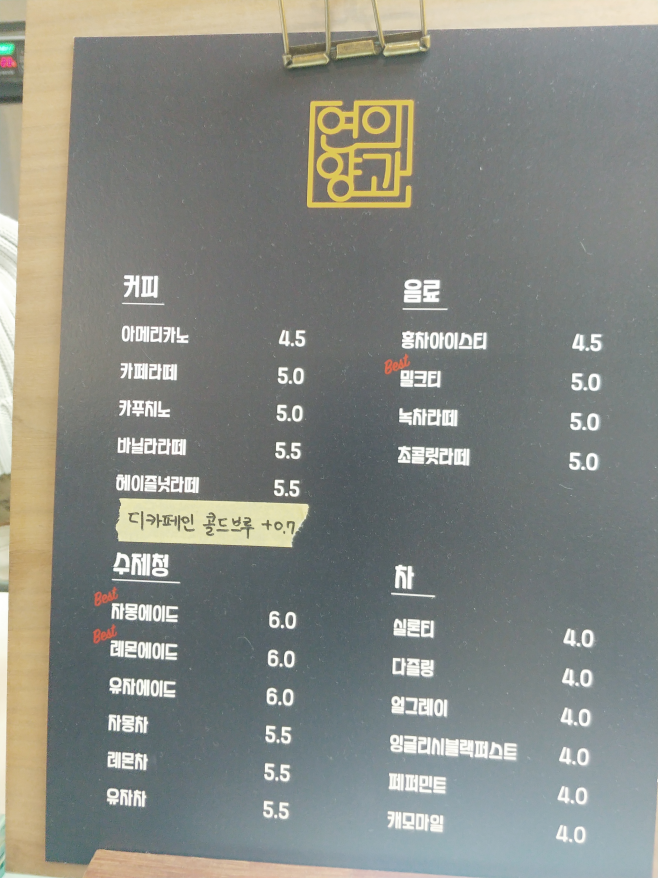 연의
양과
커피
아메리카노 4.5
카페라떼 5.0
카푸치노 5.0
바닐라라떼 5.5
헤이즐넛라떼 5.5
디카페인 콜드브루 +0.7
수제청
Best
자몽에이드 6.0
Best
레몬에이드 6.0
유자에이드 6.0
자몽차 5.5
레몬차 5.5
유자차 5.5
음료
홍차아이스티 4.5
Best
밀크티 5.0
녹차라떼 5.0
초콜릿라떼 5.0
차
실론티 4.0
다즐링 4.0
얼그레이 4.0
잉글리시블랙퍼스트 4.0
페퍼민트 4.0
캐모마일 4.0